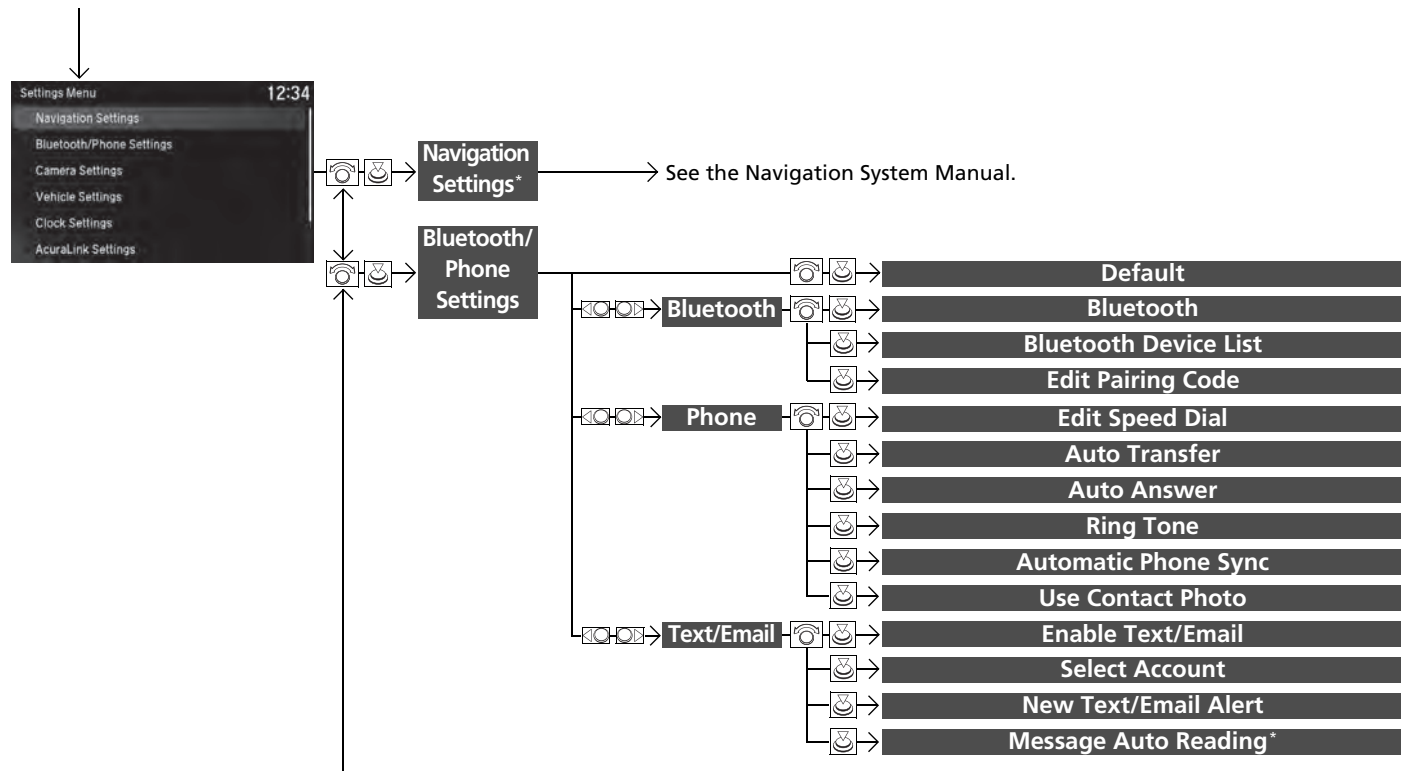 Settings Menu 12:34
Navigation Settings
Bluetooth/Phone Settings
Camera Settings
Vehicle Settings
Clock Settings
AcuraLink Settings
Navigation
Settings*
See the Navigation System Manual.
Bluetooth/
Phone
Settings
Default
Bluetooth
Bluetooth
Bluetooth Device List
Edit Pairing Code
Phone
Edit Speed Dial
Auto Transfer
Auto Answer
Ring Tone
Automatic Phone Sync
Use Contact Photo
Text/Email
Enable Text/Email
Select Account
New Text/Email Alert
Message Auto Reading*